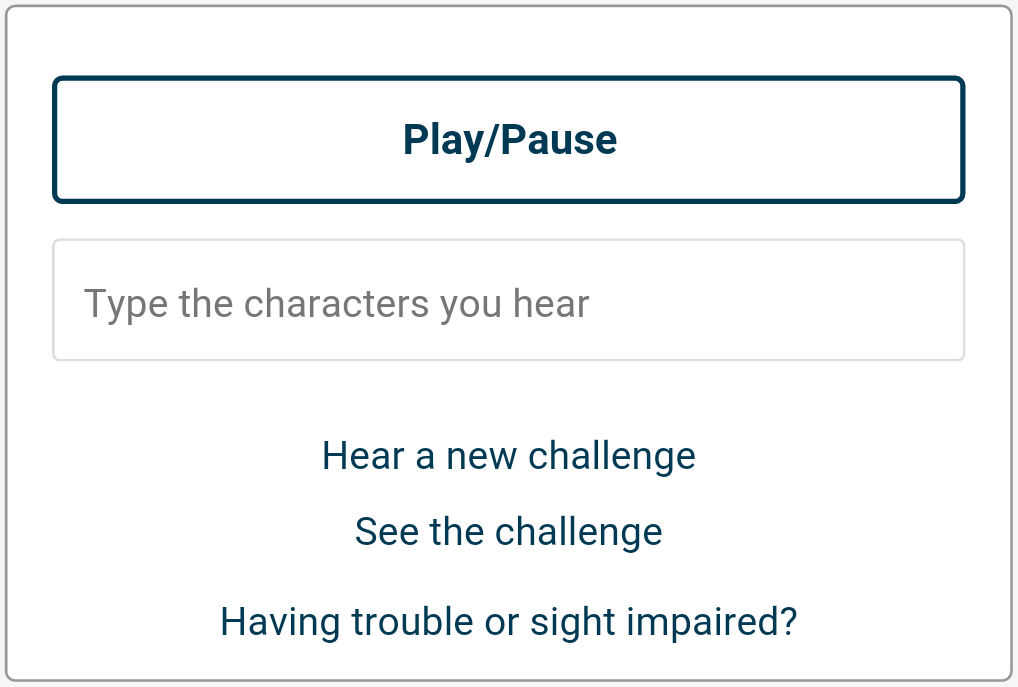 Play/Pause
Type the characters you hear
Hear a new challenge
See the challenge
Having trouble or sight impaired?